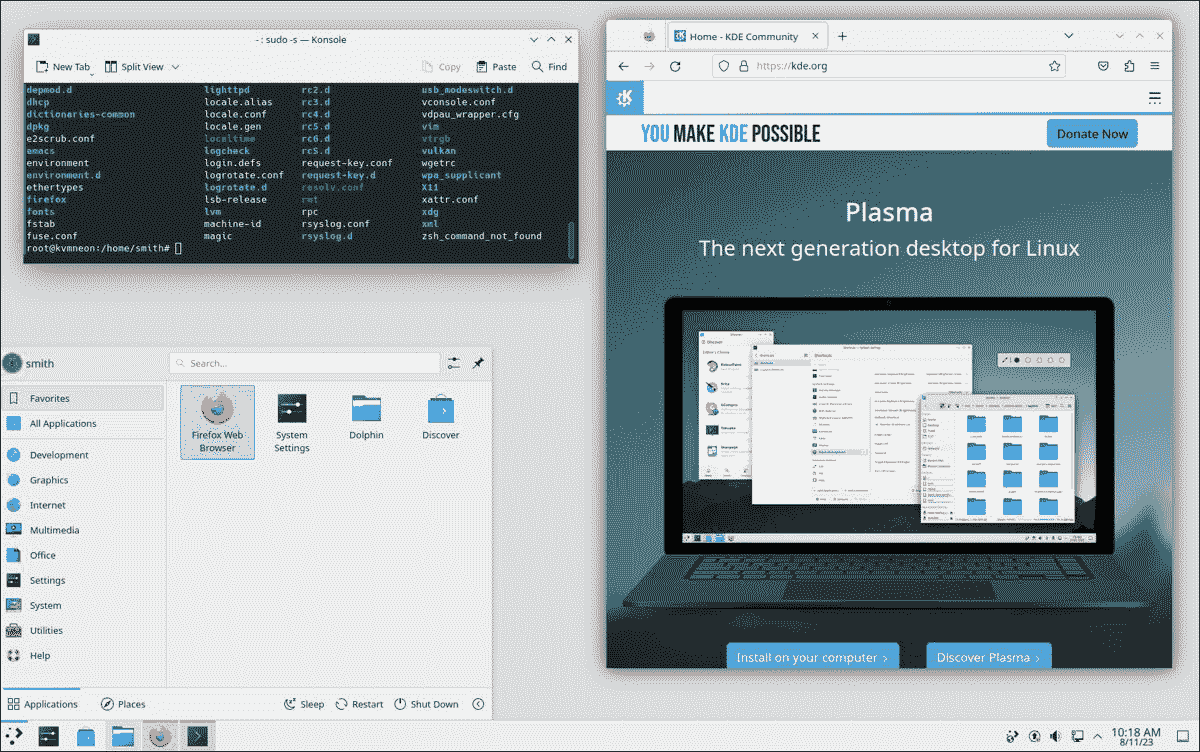 - : sudo -s — Konsole
New Tab Split View Copy Paste Find
depmod.d lighttpd rc2.d usb_modeswitch.d
dhcp locale.alias rc3.d vconsole.conf
dictionaries-common locale.conf rc4.d vdpau_wrapper.cfg
dpkg locale.gen rc5.d vim
e2scrub.conf localtime rc6.d vtrgb
emacs logcheck rcS.d vulkan
environment login.defs request-key.conf wgetrc
environment.d logrotate.conf request-key.d wpa_supplicant
ethertypes logrotate.d resolv.conf X11
firefox lsb-release rmt xattr.conf
fonts lvm rpc xdg
fstab machine-id rsyslog.conf xml
fuse.conf magic rsyslog.d zsh_command_not_found
root@kvmneon:/home/smith#
Home - KDE Community
https://kde.org
YOU MAKE KDE POSSIBLE
Donate Now
Plasma
The next generation desktop for Linux
Install on your computer ›
Discover Plasma ›
smith
Search...
Favorites
All Applications
Development
Graphics
Internet
Multimedia
Office
Settings
System
Utilities
Help
Firefox Web
Browser
System
Settings
Dolphin
Discover
Applications Places Sleep Restart Shut Down
10:18 AM
8/11/23